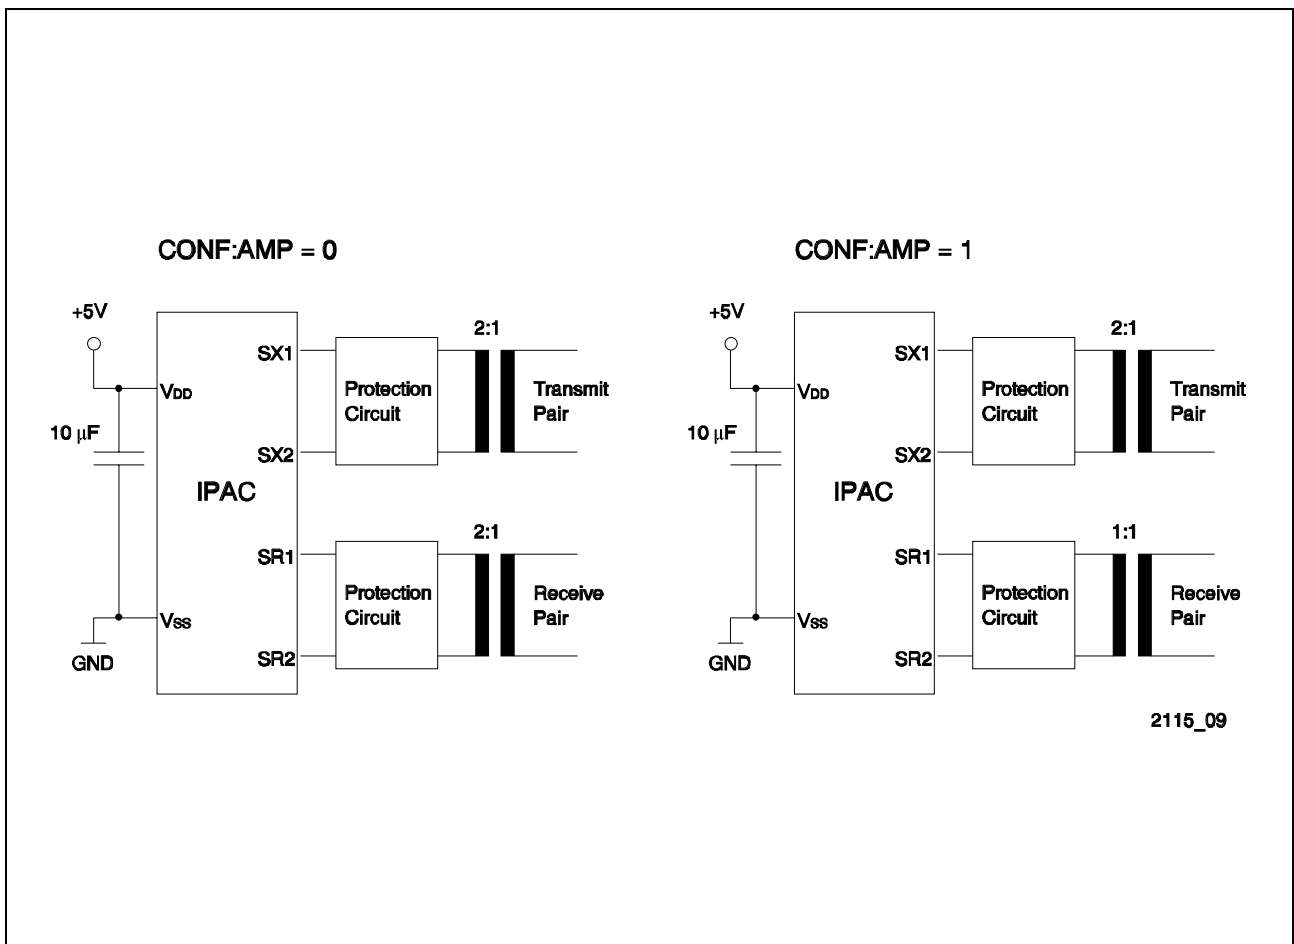 CONF:AMP = 0
+5V
2:1
SX1
VDD
Protection
Circuit
Transmit
Pair
10 µF
SX2
IPAC
2:1
SR1
Protection
Circuit
Receive
Pair
VSS
GND
SR2
CONF:AMP = 1
+5V
2:1
SX1
VDD
Protection
Circuit
Transmit
Pair
10 µF
SX2
IPAC
1:1
SR1
Protection
Circuit
Receive
Pair
VSS
GND
SR2
2115_09